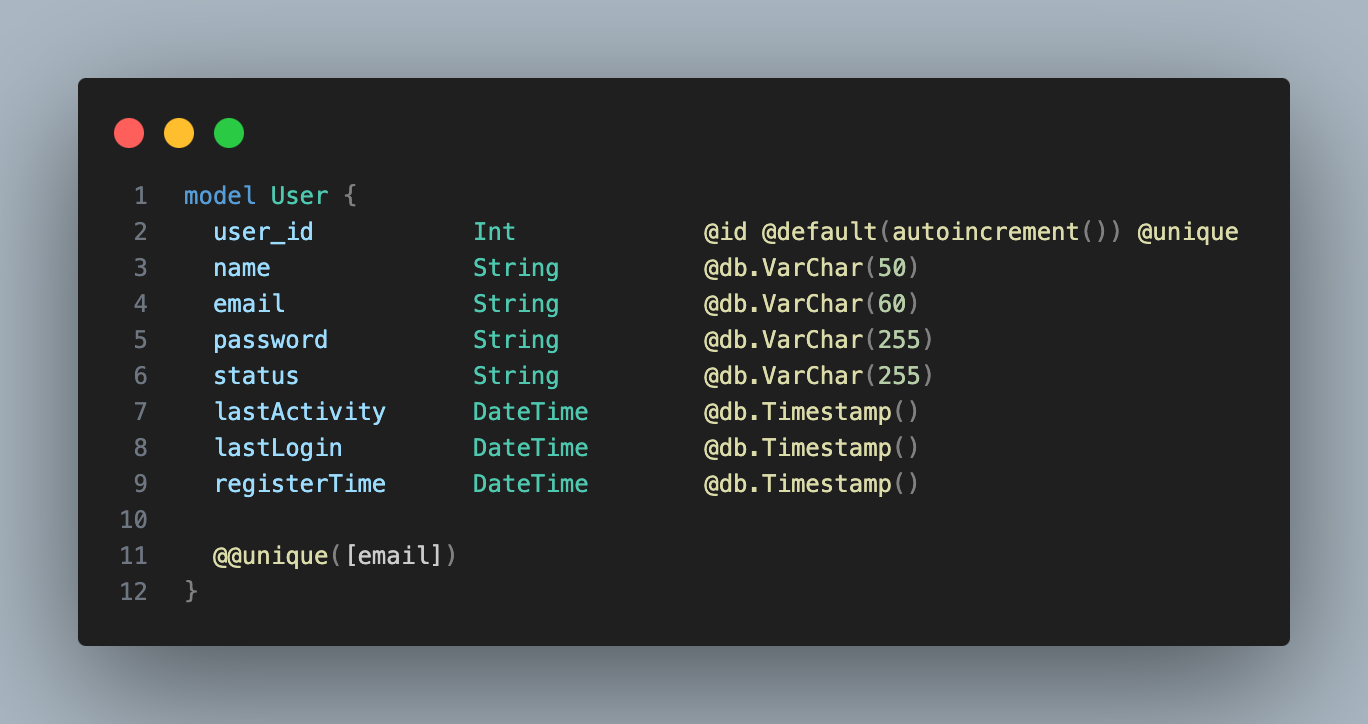 1 model User {
2   user_id           Int             @id @default(autoincrement()) @unique
3   name              String          @db.VarChar(50)
4   email             String          @db.VarChar(60)
5   password          String          @db.VarChar(255)
6   status            String          @db.VarChar(255)
7   lastActivity      DateTime        @db.Timestamp()
8   lastLogin         DateTime        @db.Timestamp()
9   registerTime      DateTime        @db.Timestamp()
10
11   @@unique([email])
12 }